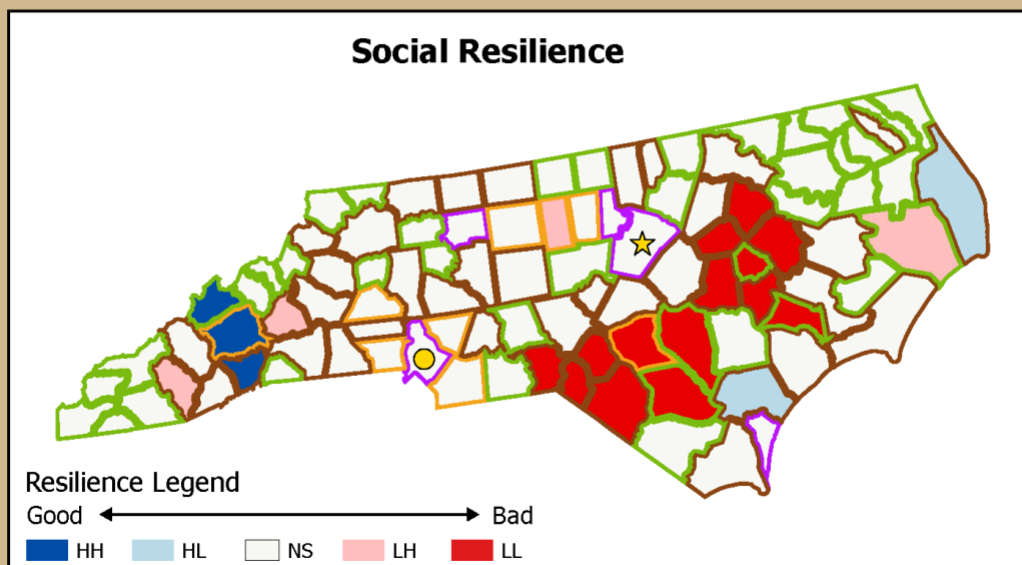 Social Resilience
Resilience Legend
Good Bad
HH HL NS LH LL